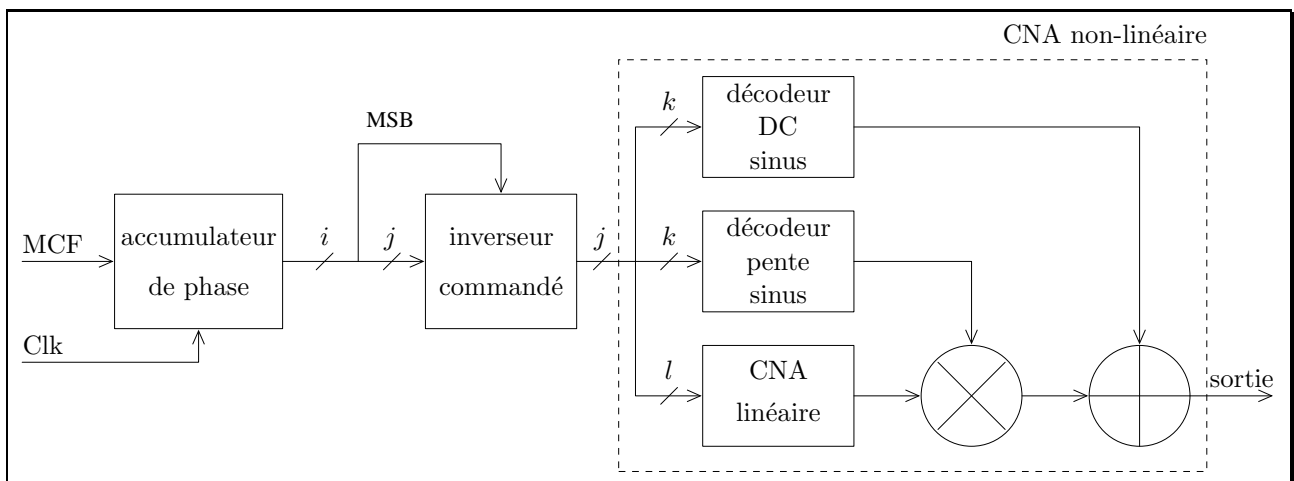 CNA non-linéaire
MSB
MCF
Clk
accumulateur
de phase
i
j
inverseur
commandé
j
k
décodeur
DC
sinus
k
décodeur
pente
sinus
l
CNA
linéaire
sortie